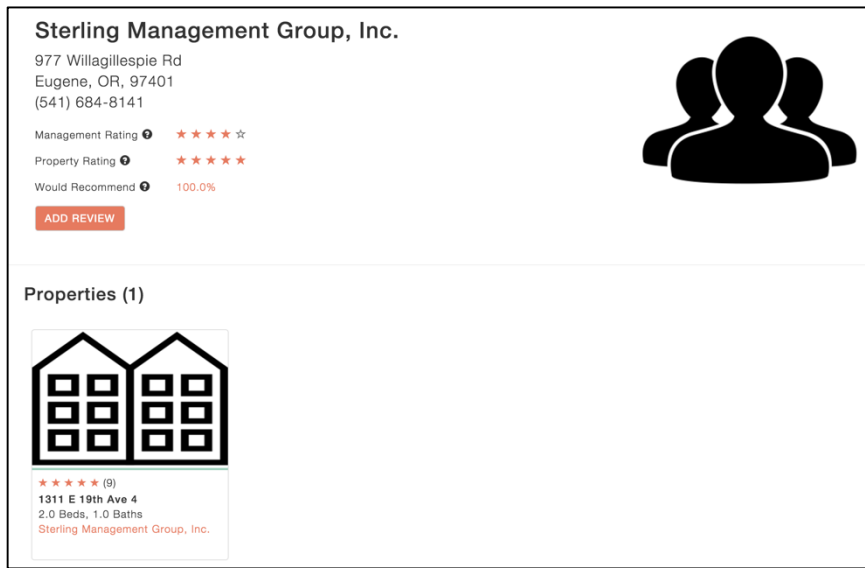 Sterling Management Group, Inc.
977 Willagillespie Rd
Eugene, OR, 97401
(541) 684-8141
Management Rating ? ★ ★ ★ ★ ☆
Property Rating ? ★ ★ ★ ★ ★
Would Recommend ? 100.0%
ADD REVIEW
Properties (1)
★ ★ ★ ★ ★ (9)
1311 E 19th Ave 4
2.0 Beds, 1.0 Baths
Sterling Management Group, Inc.